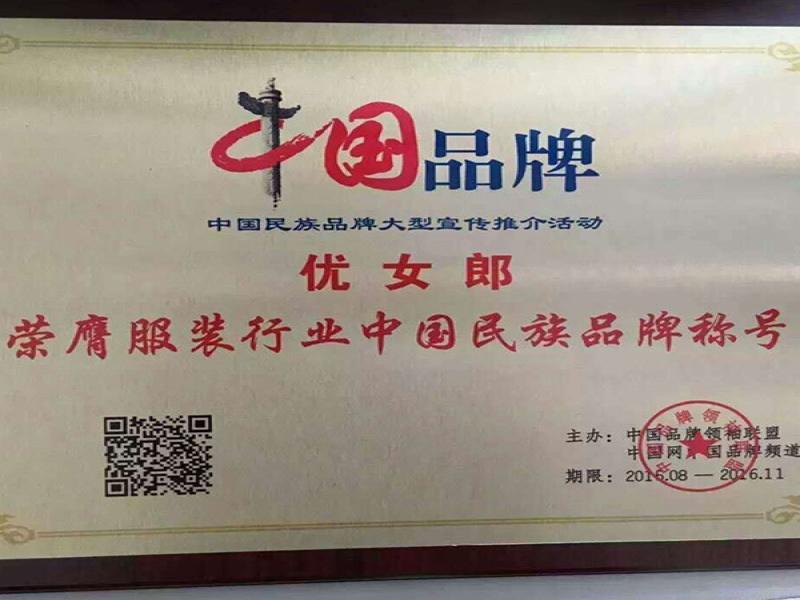 中国品牌
中国民族品牌大型宣传推介活动
优女郎
荣膺服装行业中国民族品牌称号
主办：中国品牌领袖联盟
中国网中国品牌频道
期限：2016.08 — 2016.11